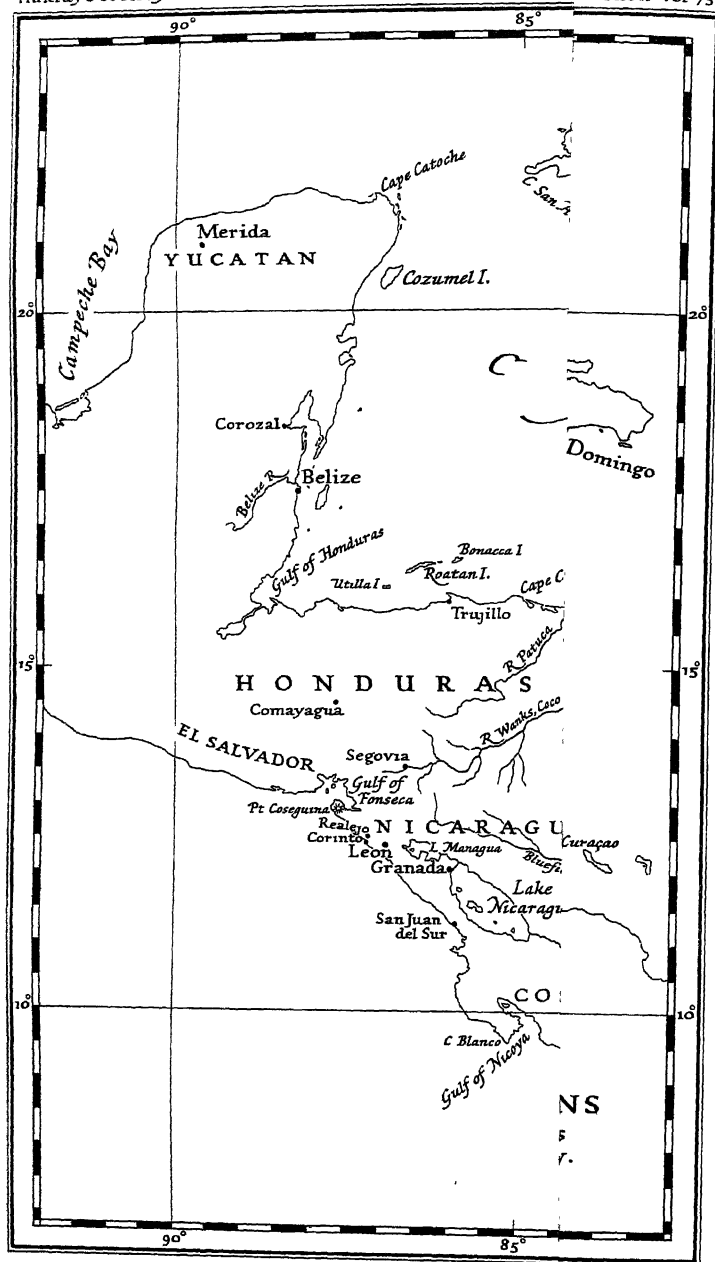 90°
85°
Cape Catoche
C San A
Merida
YUCATAN
Campeche Bay
Cozumel I.
20°
20°
C
Corozal
Domingo
Belize
Belize R
Gulf of Honduras
Bonacca I
Roatan I.
Utilla I
Cape C
Trujillo
R Patuca
15°
15°
HONDURAS
Comayagua
R Wanks, Coco
EL SALVADOR
Segovia
Gulf of
Fonseca
Pt Coseguina
Realejo
NICARAGU
Corinto
Leon
L Managua
Curaçao
Granada
Bluefi
Lake
Nicaragu
San Juan
del Sur
10°
CO
10°
C Blanco
Gulf of Nicoya
NS
90°
85°